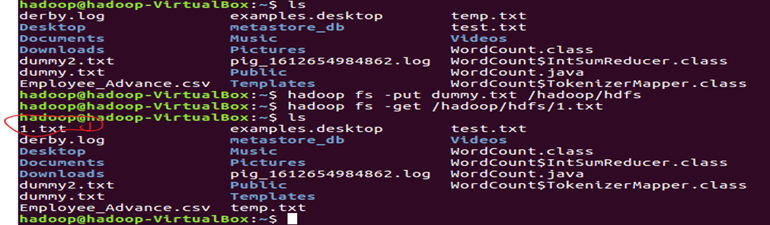 hadoop@hadoop-VirtualBox:~$ ls
derby.log examples.desktop temp.txt
Desktop metastore_db test.txt
Documents Music Videos
Downloads Pictures WordCount.class
dummy2.txt pig_1612654984862.log WordCount$IntSumReducer.class
dummy.txt Public WordCount.java
Employee_Advance.csv Templates WordCount$TokenizerMapper.class
hadoop@hadoop-VirtualBox:~$ hadoop fs -put dummy.txt /hadoop/hdfs
hadoop@hadoop-VirtualBox:~$ hadoop fs -get /hadoop/hdfs/1.txt
hadoop@hadoop-VirtualBox:~$ ls
1.txt examples.desktop test.txt
derby.log metastore_db Videos
Desktop Music WordCount.class
Documents Pictures WordCount$IntSumReducer.class
Downloads pig_1612654984862.log WordCount.java
dummy2.txt Public WordCount$TokenizerMapper.class
dummy.txt Templates
Employee_Advance.csv temp.txt
hadoop@hadoop-VirtualBox:~$